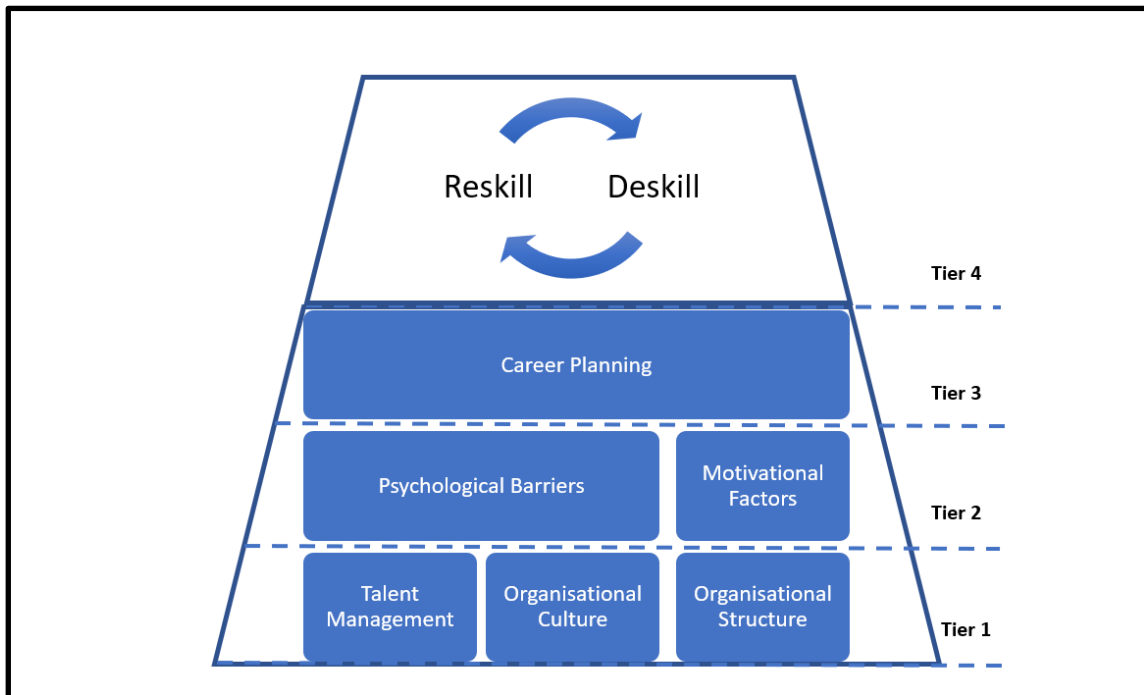 Reskill
Deskill
Tier 4
Career Planning
Tier 3
Psychological Barriers
Motivational
Factors
Tier 2
Talent
Management
Organisational
Culture
Organisational
Structure
Tier 1